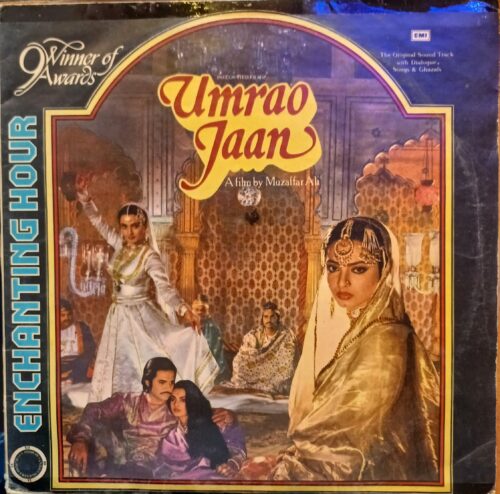 9 Winner of
Awards
EMI
The Original Sound Track
with Dialogues
Songs & Ghazals
Umrao
Jaan
A film by Muzaffar Ali
ENCHANTING HOUR